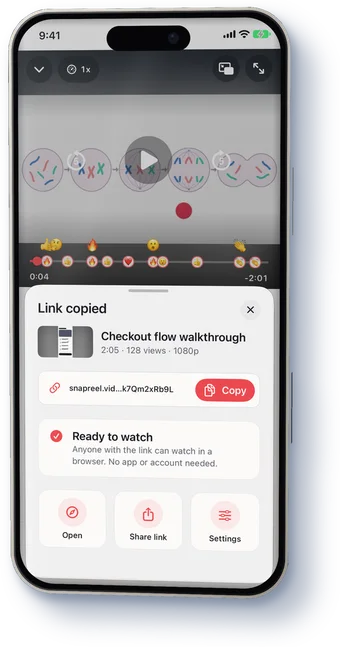 9:41
1x
0:04
-2:01
Link copied
Checkout flow walkthrough
2:05 · 128 views · 1080p
snapreel.vid...k7Qm2xRb9L
Copy
Ready to watch
Anyone with the link can watch in a
browser. No app or account needed.
Open
Share link
Settings